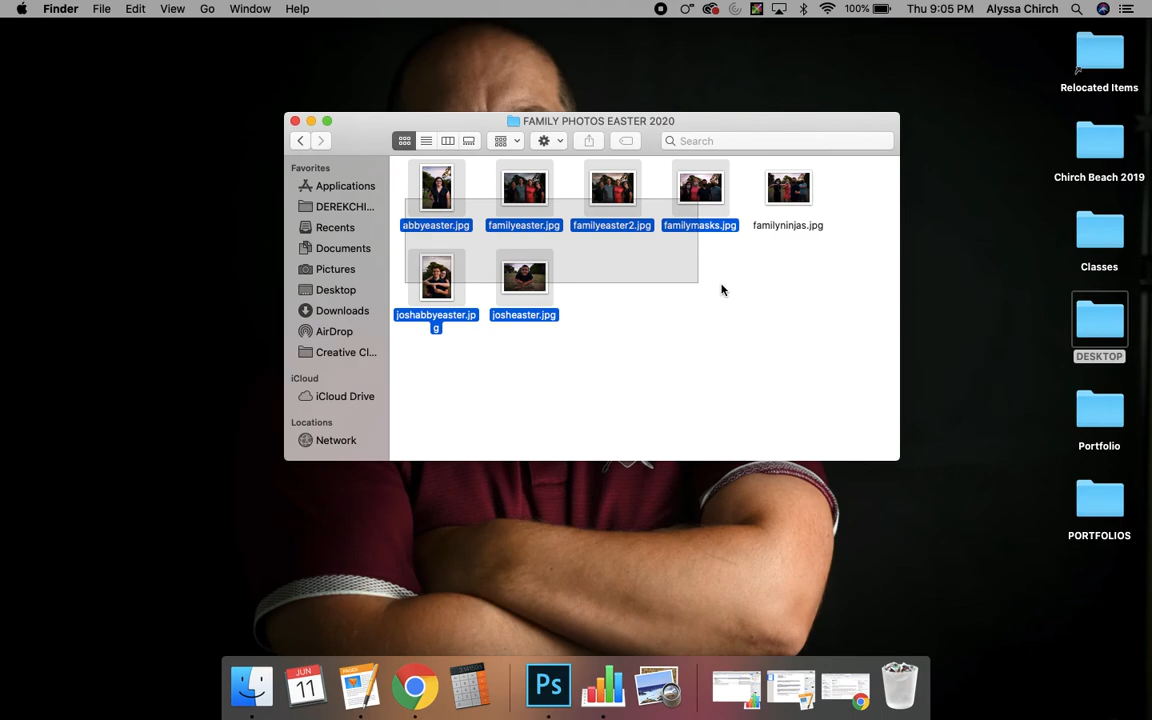 Finder File Edit View Go Window Help 100% Thu 9:05 PM Alyssa Chirch
FAMILY PHOTOS EASTER 2020
Search
Favorites
Applications
DEREKCHI...
Recents
Documents
Pictures
Desktop
Downloads
AirDrop
Creative Cl...
iCloud
iCloud Drive
Locations
Network
abbyeaster.jpg familyeaster.jpg familyeaster2.jpg familymasks.jpg familyninjas.jpg
joshabbyeaster.jp
g
josheaster.jpg
Relocated Items
Chirch Beach 2019
Classes
DESKTOP
Portfolio
PORTFOLIOS
JUN
11
PAGES
Ps